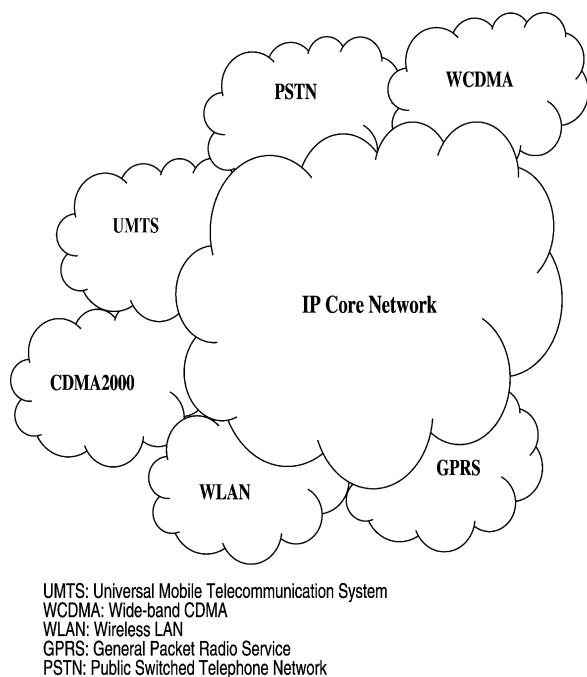 PSTN
WCDMA
UMTS
IP Core Network
CDMA2000
GPRS
WLAN
UMTS: Universal Mobile Telecommunication System
WCDMA: Wide-band CDMA
WLAN: Wireless LAN
GPRS: General Packet Radio Service
PSTN: Public Switched Telephone Network